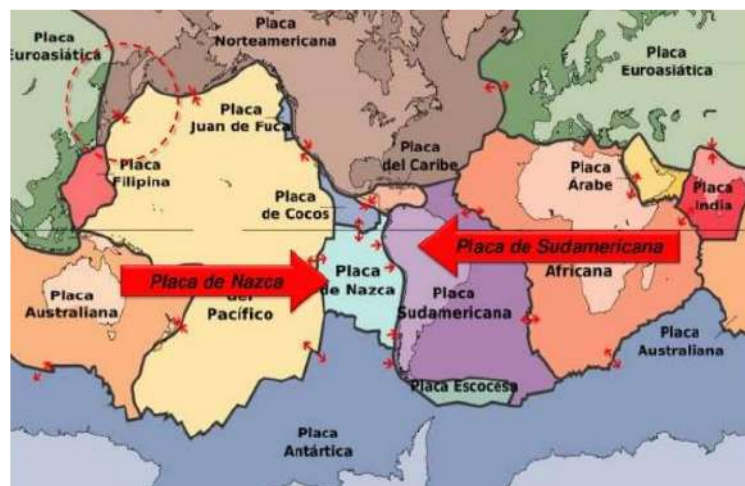 Placa
Euroasiática
Placa
Norteamericana
Placa
Euroasiática
Placa
Juan de Fuca
Placa
del Caribe
Placa
Filipina
Placa
Árabe
Placa
India
Placa
de Cocos
Placa de Sudamericana
Africana
Placa de Nazca
Placa
Australiana
del
Pacífico
Placa
de Nazca
Placa
Sudamericana
Placa
Australiana
Placa Escocesa
Placa
Antártica